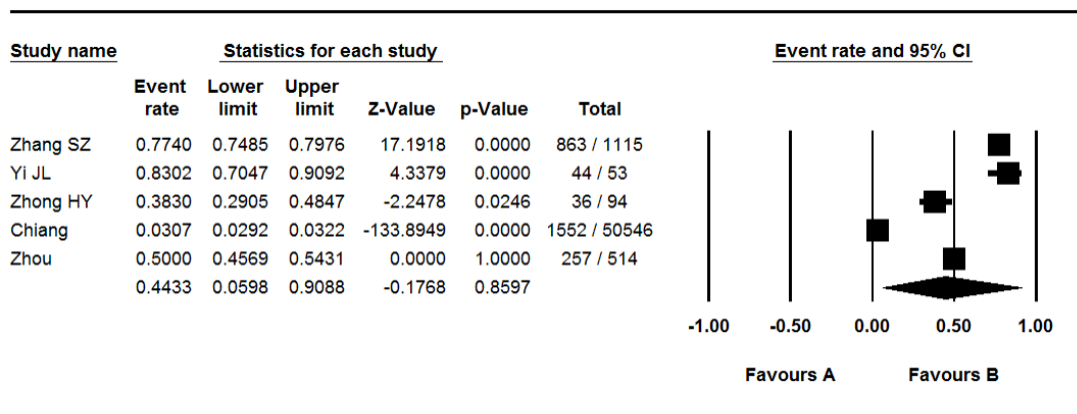 Study name Statistics for each study Event rate and 95% CI
Event Lower Upper
rate limit limit Z-Value p-Value Total
Zhang SZ 0.7740 0.7485 0.7976 17.1918 0.0000 863 / 1115
Yi JL 0.8302 0.7047 0.9092 4.3379 0.0000 44 / 53
Zhong HY 0.3830 0.2905 0.4847 -2.2478 0.0246 36 / 94
Chiang 0.0307 0.0292 0.0322 -133.8949 0.0000 1552 / 50546
Zhou 0.5000 0.4569 0.5431 0.0000 1.0000 257 / 514
0.4433 0.0598 0.9088 -0.1768 0.8597
-1.00 -0.50 0.00 0.50 1.00
Favours A Favours B